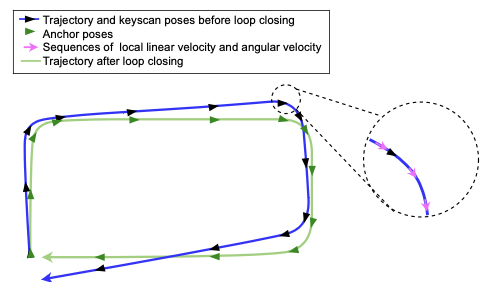 Trajectory and keyscan poses before loop closing
Anchor poses
Sequences of local linear velocity and angular velocity
Trajectory after loop closing